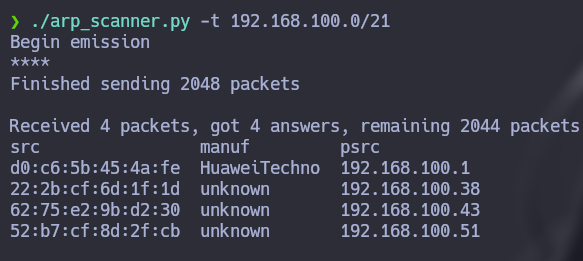 ❯ ./arp_scanner.py -t 192.168.100.0/21
Begin emission
****
Finished sending 2048 packets

Received 4 packets, got 4 answers, remaining 2044 packets
src                manuf         psrc
d0:c6:5b:45:4a:fe  HuaweiTechno  192.168.100.1
22:2b:cf:6d:1f:1d  unknown       192.168.100.38
62:75:e2:9b:d2:30  unknown       192.168.100.43
52:b7:cf:8d:2f:cb  unknown       192.168.100.51